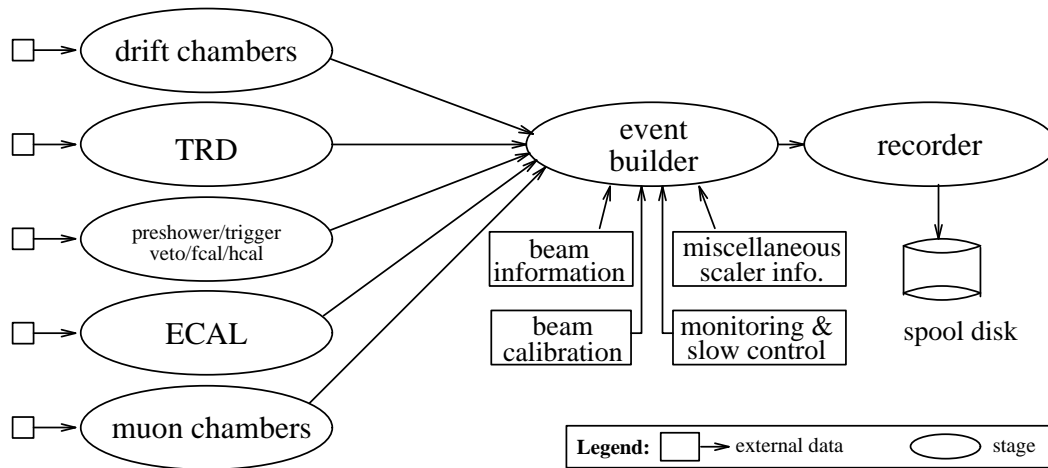 drift chambers
TRD
preshower/trigger
veto/fcal/hcal
ECAL
muon chambers
event
builder
recorder
beam
information
miscellaneous
scaler info.
beam
calibration
monitoring &
slow control
spool disk
Legend:
external data
stage